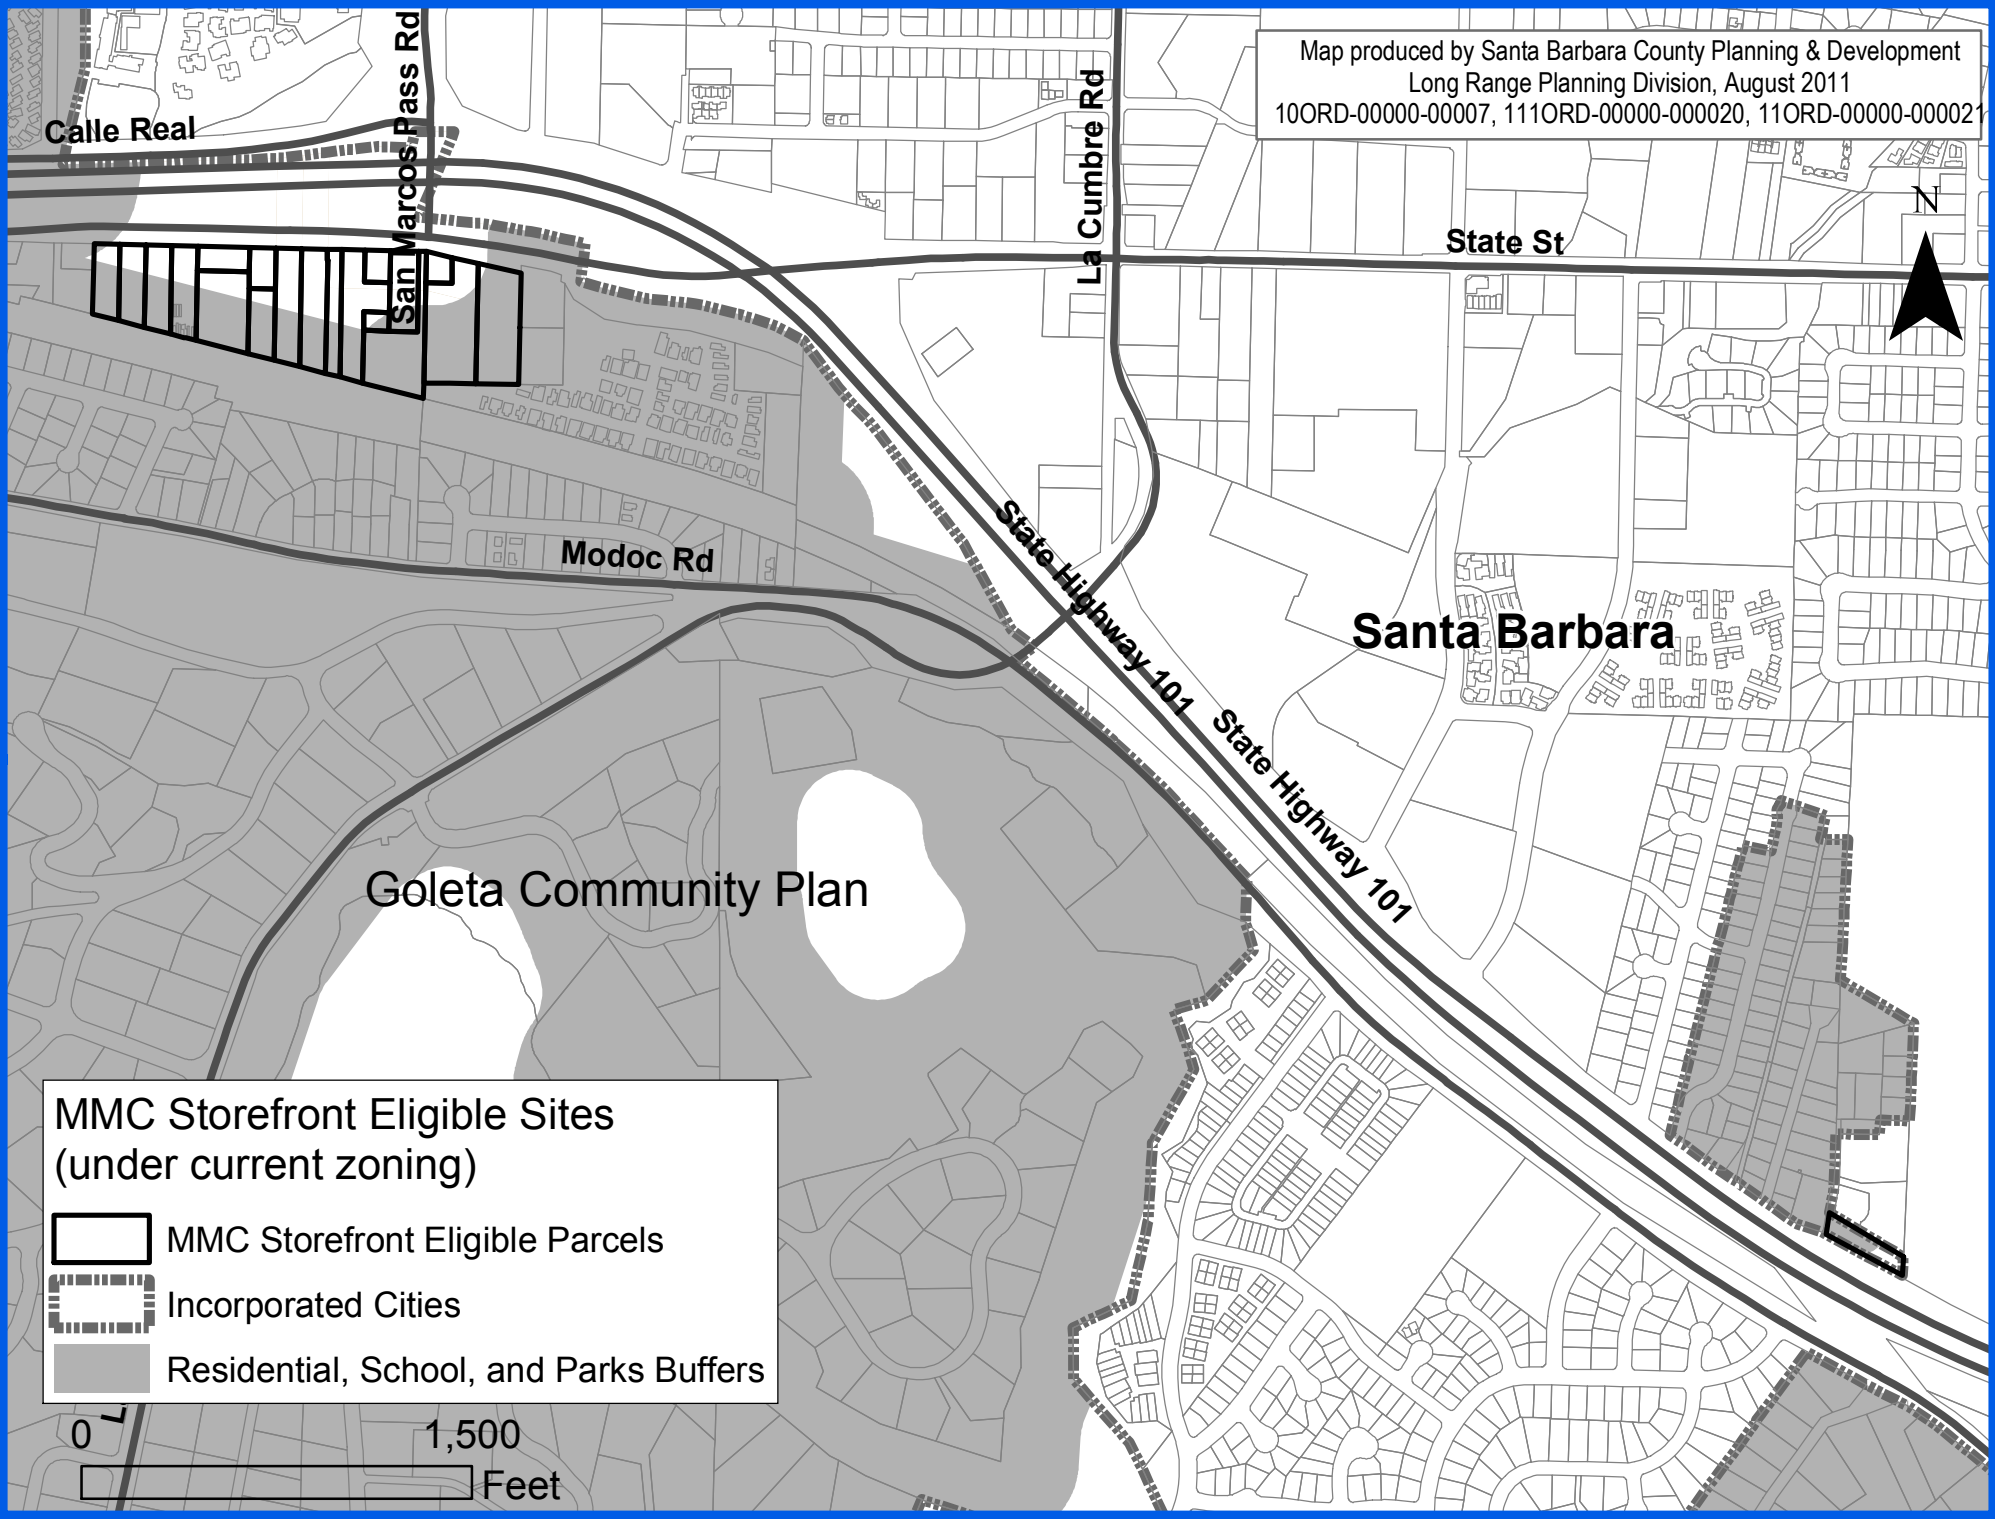 Map produced by Santa Barbara County Planning & Development
Long Range Planning Division, August 2011
10ORD-00000-00007, 111ORD-00000-000020, 11ORD-00000-000021
Calle Real
San Marcos Pass Rd
La Cumbre Rd
State St
N
Modoc Rd
State Highway 101
State Highway 101
Santa Barbara
Goleta Community Plan
MMC Storefront Eligible Sites
(under current zoning)
MMC Storefront Eligible Parcels
Incorporated Cities
Residential, School, and Parks Buffers
0 1,500
Feet